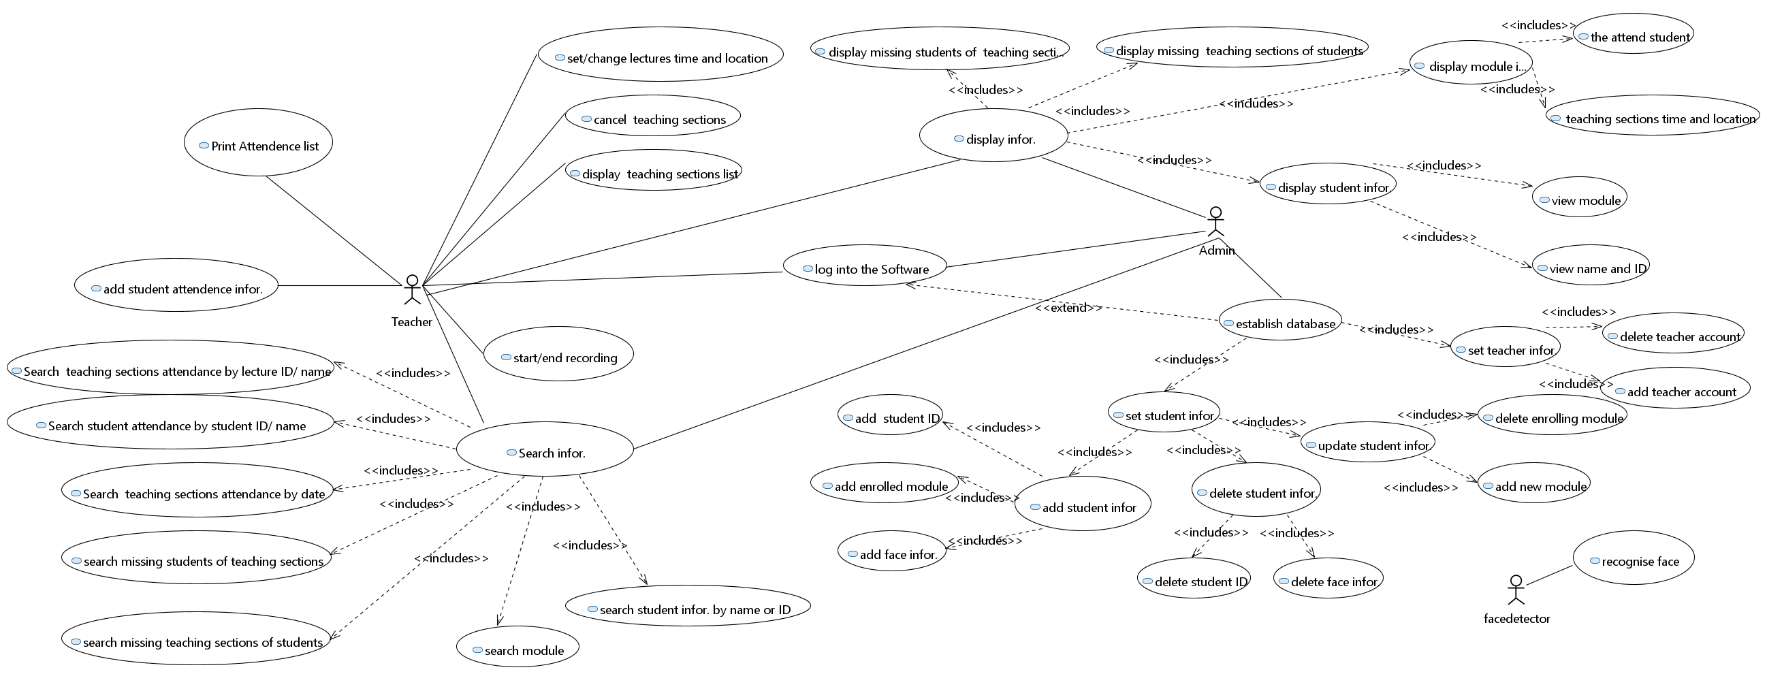 <<includes>>
the attend student
display missing students of  teaching secti..
display missing  teaching sections of students
set/change lectures time and location
display module i...
<<includes>>
<<includes>>
<<includes>>
<<includes>>
teaching sections time and location
cancel  teaching sections
display infor.
Print Attendence list
<<includes>>
<<includes>>
display  teaching sections list
display student infor.
view module
<<includes>>
Admin
log into the Software
view name and ID
add student attendence infor.
Teacher
<<extend>>
<<includes>>
establish database
<<includes>>
delete teacher account
start/end recording
<<includes>>
set teacher infor.
Search  teaching sections attendance by lecture ID/ name
<<includes>>
<<includes>>
add teacher account
<<includes>>
add  student ID
set student infor.
<<includes>>
delete enrolling module
Search student attendance by student ID/ name
<<includes>>
<<includes>>
update student infor.
Search infor.
<<includes>>
<<includes>>
Search  teaching sections attendance by date
add enrolled module
<<includes>>
delete student infor.
<<includes>>
add new module
<<includes>>
<<includes>>
add student infor
<<includes>>
<<includes>>
<<includes>>
<<includes>>
<<includes>>
add face infor.
search missing students of teaching sections
recognise face
delete student ID
delete face infor.
search student infor. by name or ID
facedetector
search missing teaching sections of students
search module